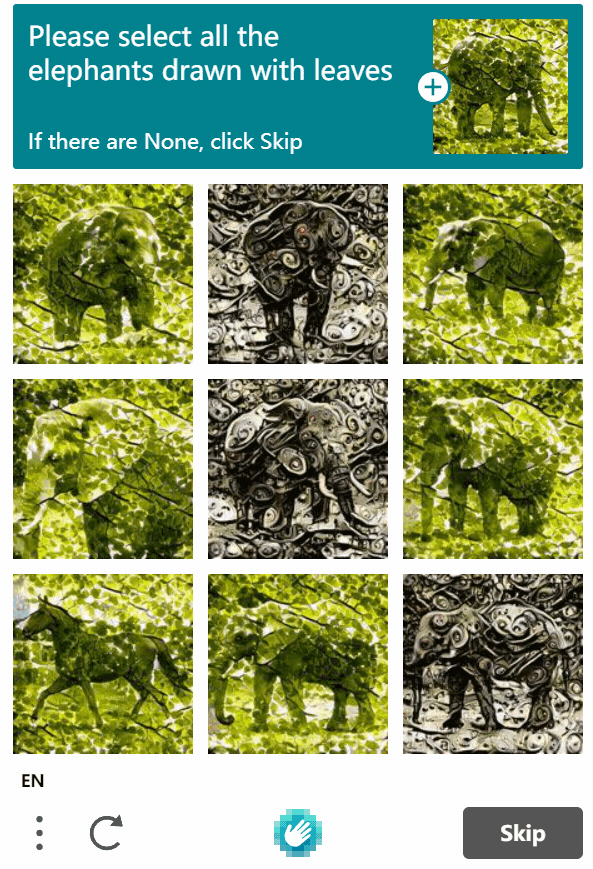 Please select all the
elephants drawn with leaves
If there are None, click Skip
EN
Skip